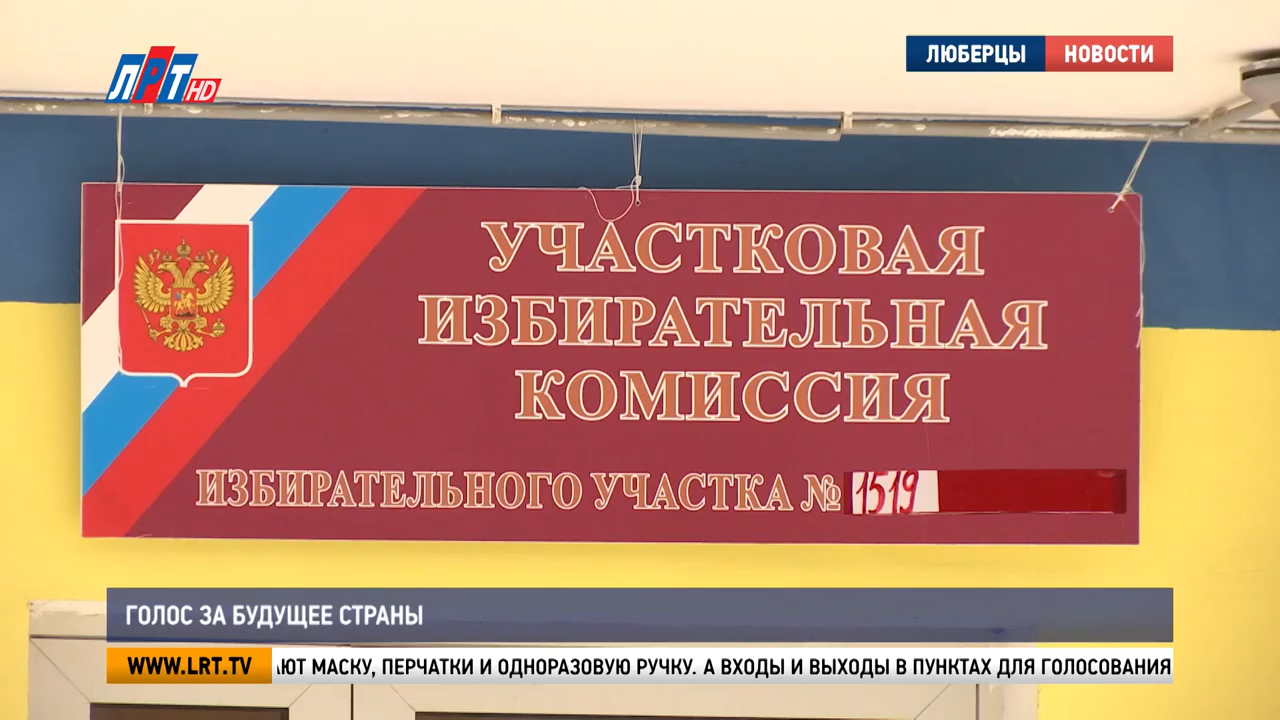 ЛРТ HD
ЛЮБЕРЦЫ НОВОСТИ
УЧАСТКОВАЯ
ИЗБИРАТЕЛЬНАЯ
КОМИССИЯ
ИЗБИРАТЕЛЬНОГО УЧАСТКА № 1519
ГОЛОС ЗА БУДУЩЕЕ СТРАНЫ
WWW.LRT.TV МАСКУ, ПЕРЧАТКИ И ОДНОРАЗОВУЮ РУЧКУ. А ВХОДЫ И ВЫХОДЫ В ПУНКТАХ ДЛЯ ГОЛОСОВАНИЯ